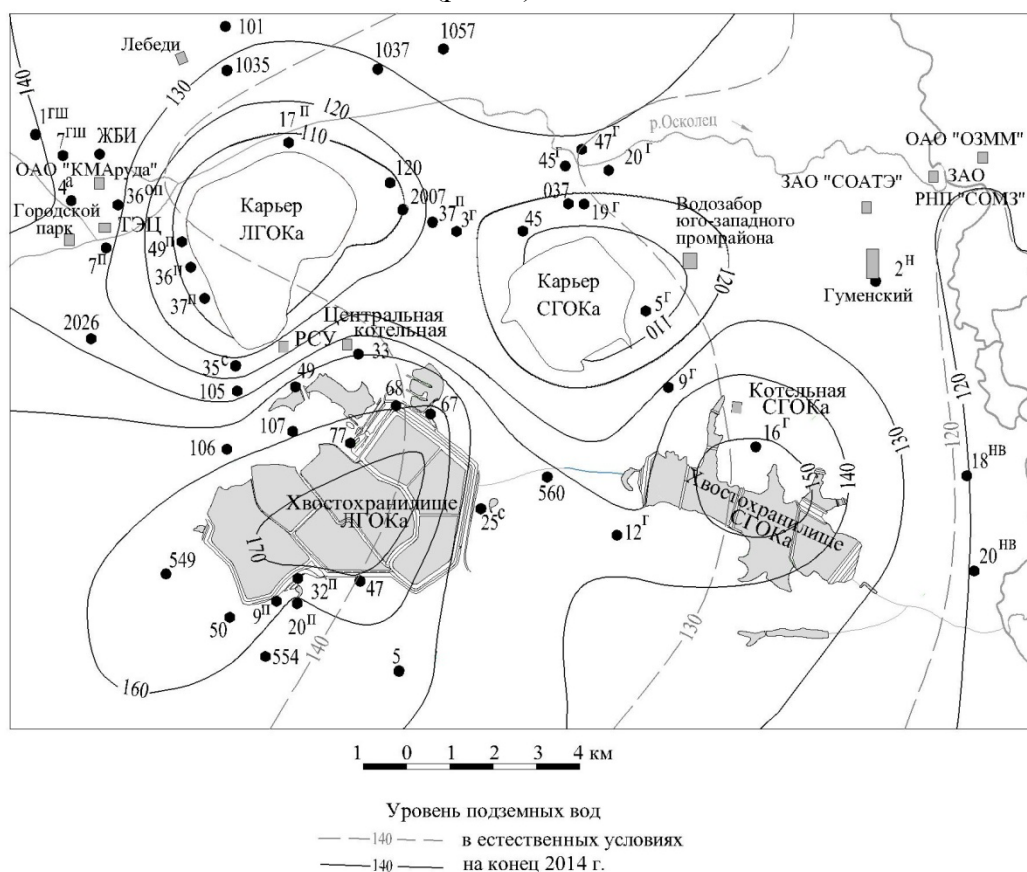 101
1057
Лебеди
1037
140
1035
130
120
17П
110
1ГШ
7ГШ
ЖБИ
р.Осколец
47Г
45Г
20Г
ОАО "ОЗММ"
ОАО "КМАруда"
4а
36ОП
120
037
ЗАО "СОАТЭ"
ЗАО
РНП "СОМЗ"
2007
37П
3Г
45
19Г
Городской
парк
ТЭЦ
Карьер
ЛГОКа
Водозабор
юго-западного
промрайона
49П
7П
36П
37П
Карьер
СГОКа
120
2Н
Гуменский
5Г
110
Центральная
котельная
2026
РСУ
33
35С
105
49
9Г
Котельная
СГОКа
120
120
68
67
107
77
106
16Г
130
150
140
18НВ
560
Хвостохранилище
ЛГОКа
25С
Хвостохранилище
СГОКа
12Г
170
549
32П
47
20НВ
9П
20П
50
554
5
140
130
160
1 0 1 2 3 4 км
Уровень подземных вод
140 в естественных условиях
140 на конец 2014 г.